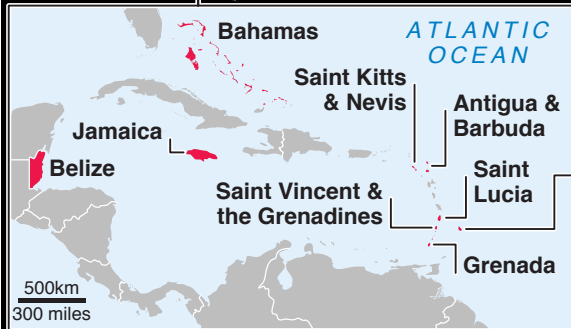 Bahamas
ATLANTIC
OCEAN
Saint Kitts
& Nevis
Antigua &
Barbuda
Jamaica
Belize
Saint
Lucia
Saint Vincent &
the Grenadines
Grenada
500km
300 miles